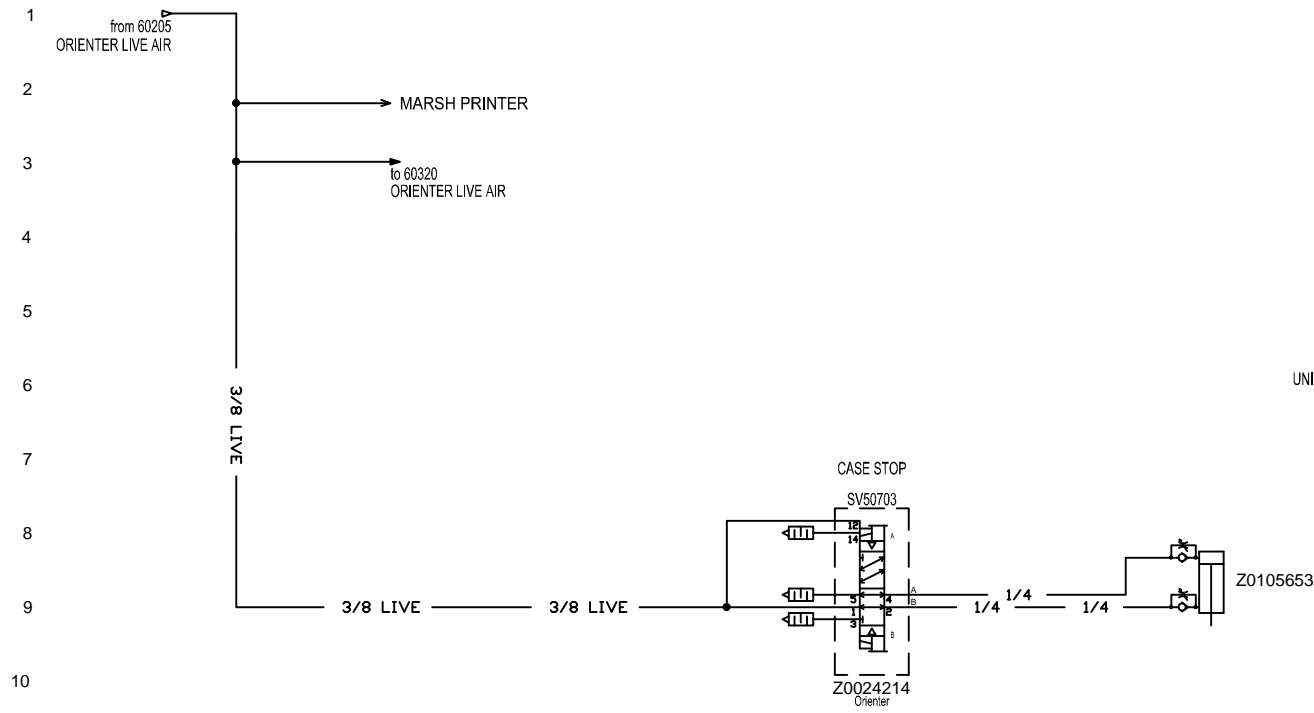 1
from 60205
ORIENTER LIVE AIR
2
MARSH PRINTER
3
to 60320
ORIENTER LIVE AIR
4
5
6
UNI
3/8 LIVE
7
CASE STOP
SV50703
8
12
14
A
Z0105653
9
3/8 LIVE
3/8 LIVE
5
4
A
1/4
1
2
B
1/4
1/4
3
B
10
Z0024214
Orienter